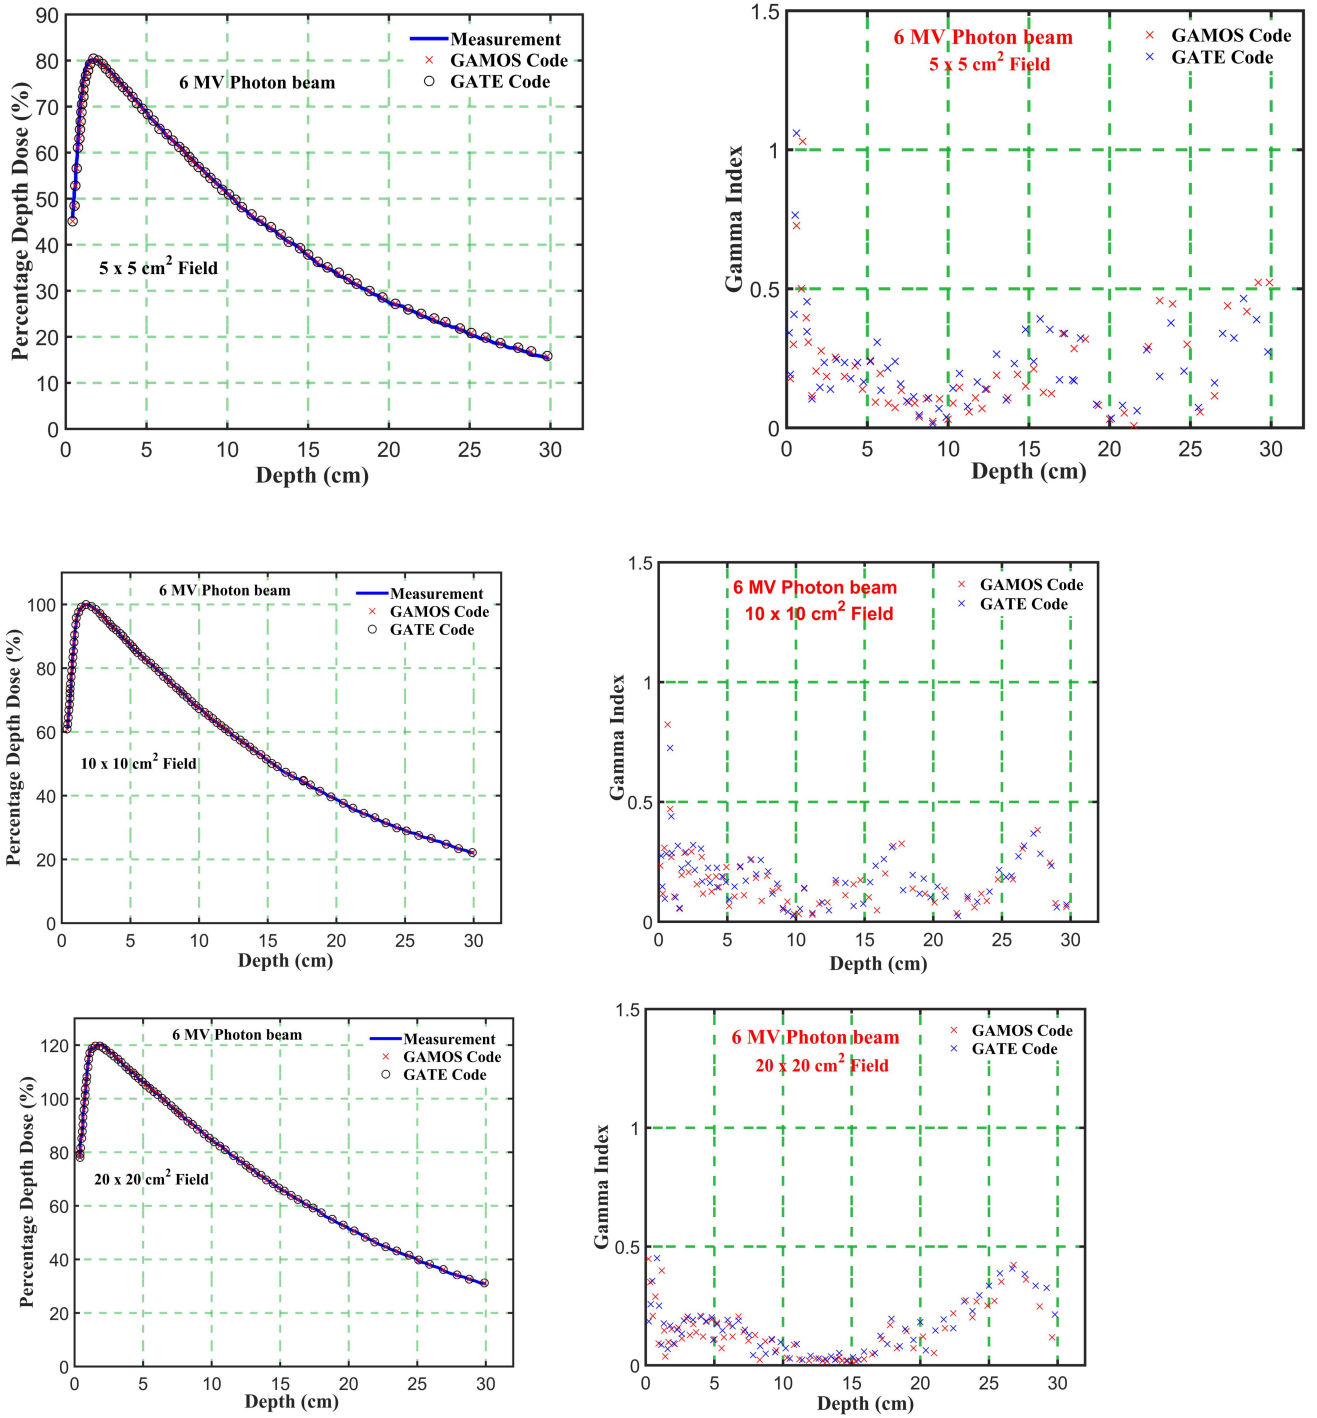 90
80
70
60
50
40
30
20
10
0
0 5 10 15 20 25 30
Percentage Depth Dose (%)
Depth (cm)
Measurement
GAMOS Code
GATE Code
6 MV Photon beam
5 x 5 cm² Field
1.5
1
0.5
0
0 5 10 15 20 25 30
Gamma Index
Depth (cm)
6 MV Photon beam
5 x 5 cm² Field
GAMOS Code
GATE Code
100
80
60
40
20
0
0 5 10 15 20 25 30
Percentage Depth Dose (%)
Depth (cm)
6 MV Photon beam
Measurement
GAMOS Code
GATE Code
10 x 10 cm² Field
1.5
1
0.5
0
0 5 10 15 20 25 30
Gamma Index
Depth (cm)
6 MV Photon beam
10 x 10 cm² Field
GAMOS Code
GATE Code
120
100
80
60
40
20
0
0 5 10 15 20 25 30
Percentage Depth Dose (%)
Depth (cm)
6 MV Photon beam
Measurement
GAMOS Code
GATE Code
20 x 20 cm² Field
1.5
1
0.5
0
0 5 10 15 20 25 30
Gamma Index
Depth (cm)
6 MV Photon beam
20 x 20 cm² Field
GAMOS Code
GATE Code